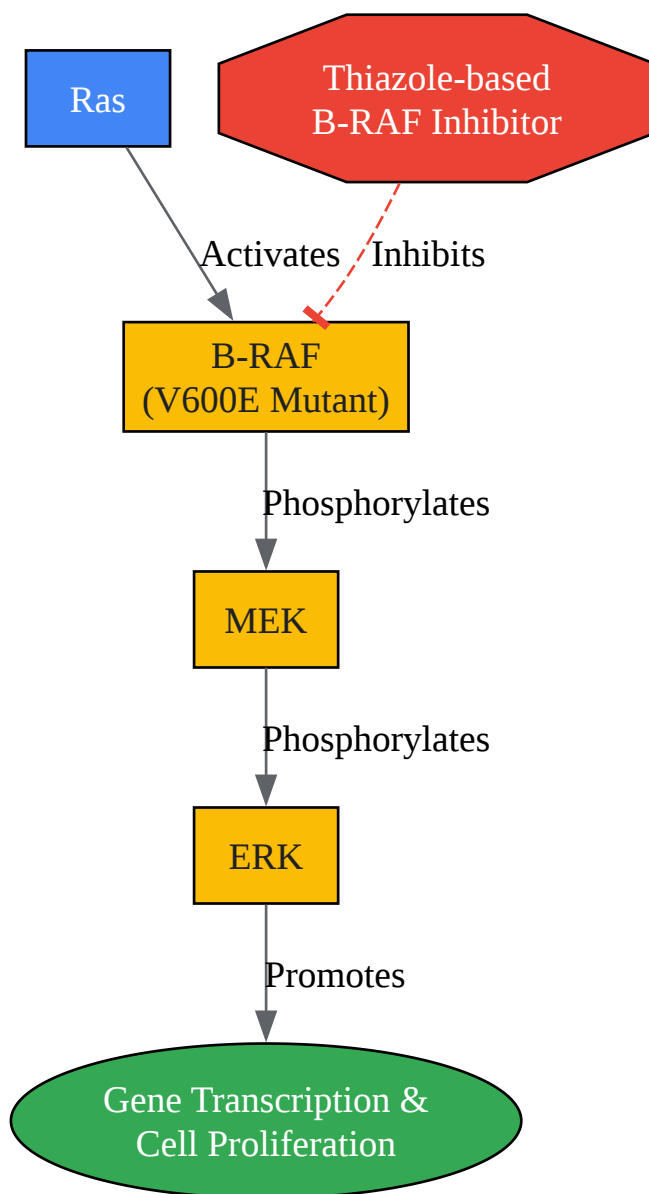 Ras
Thiazole-based
B-RAF Inhibitor
Activates
Inhibits
B-RAF
(V600E Mutant)
Phosphorylates
MEK
Phosphorylates
ERK
Promotes
Gene Transcription &
Cell Proliferation